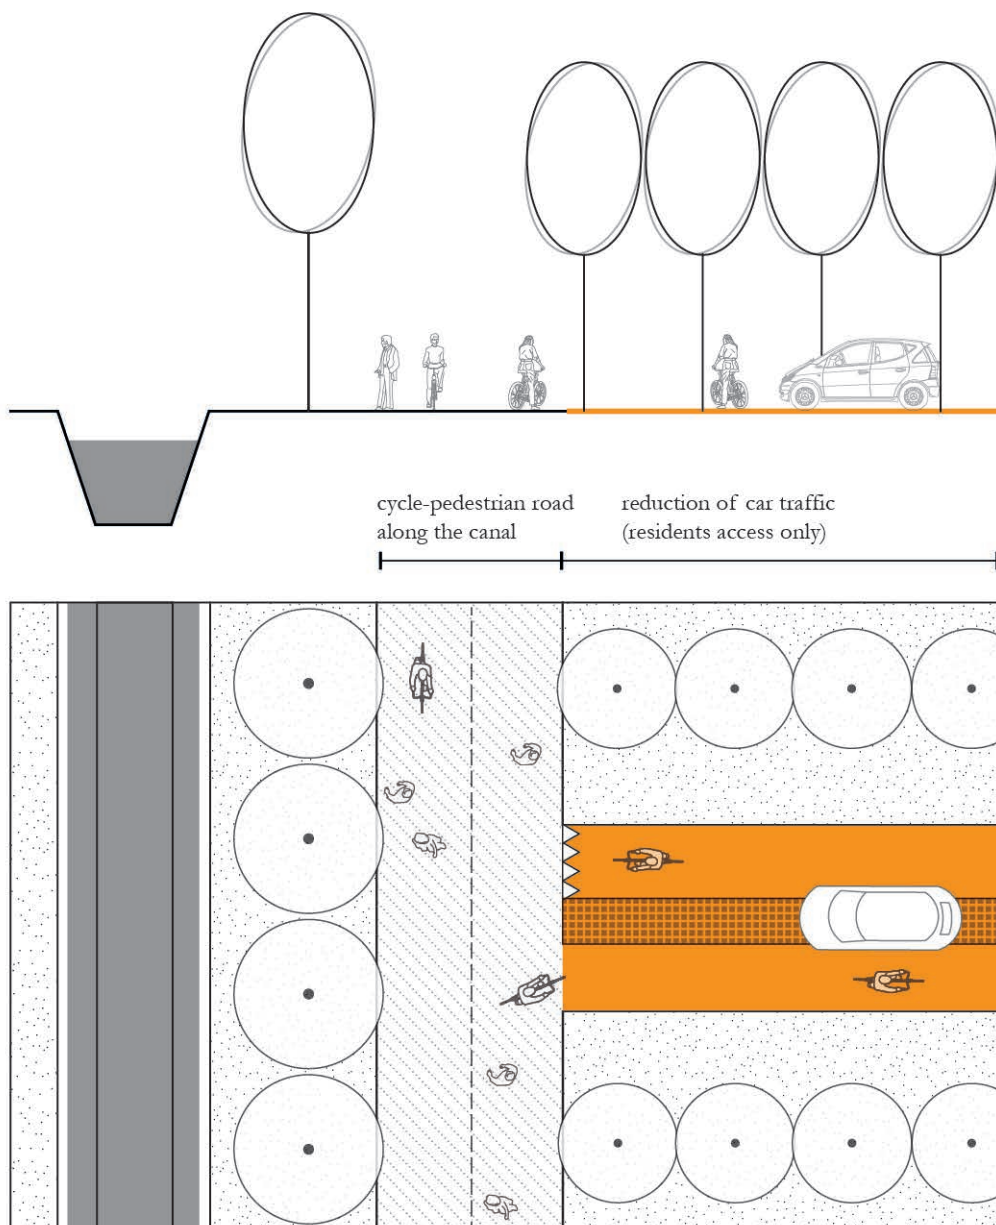 cycle-pedestrian road
along the canal
reduction of car traffic
(residents access only)